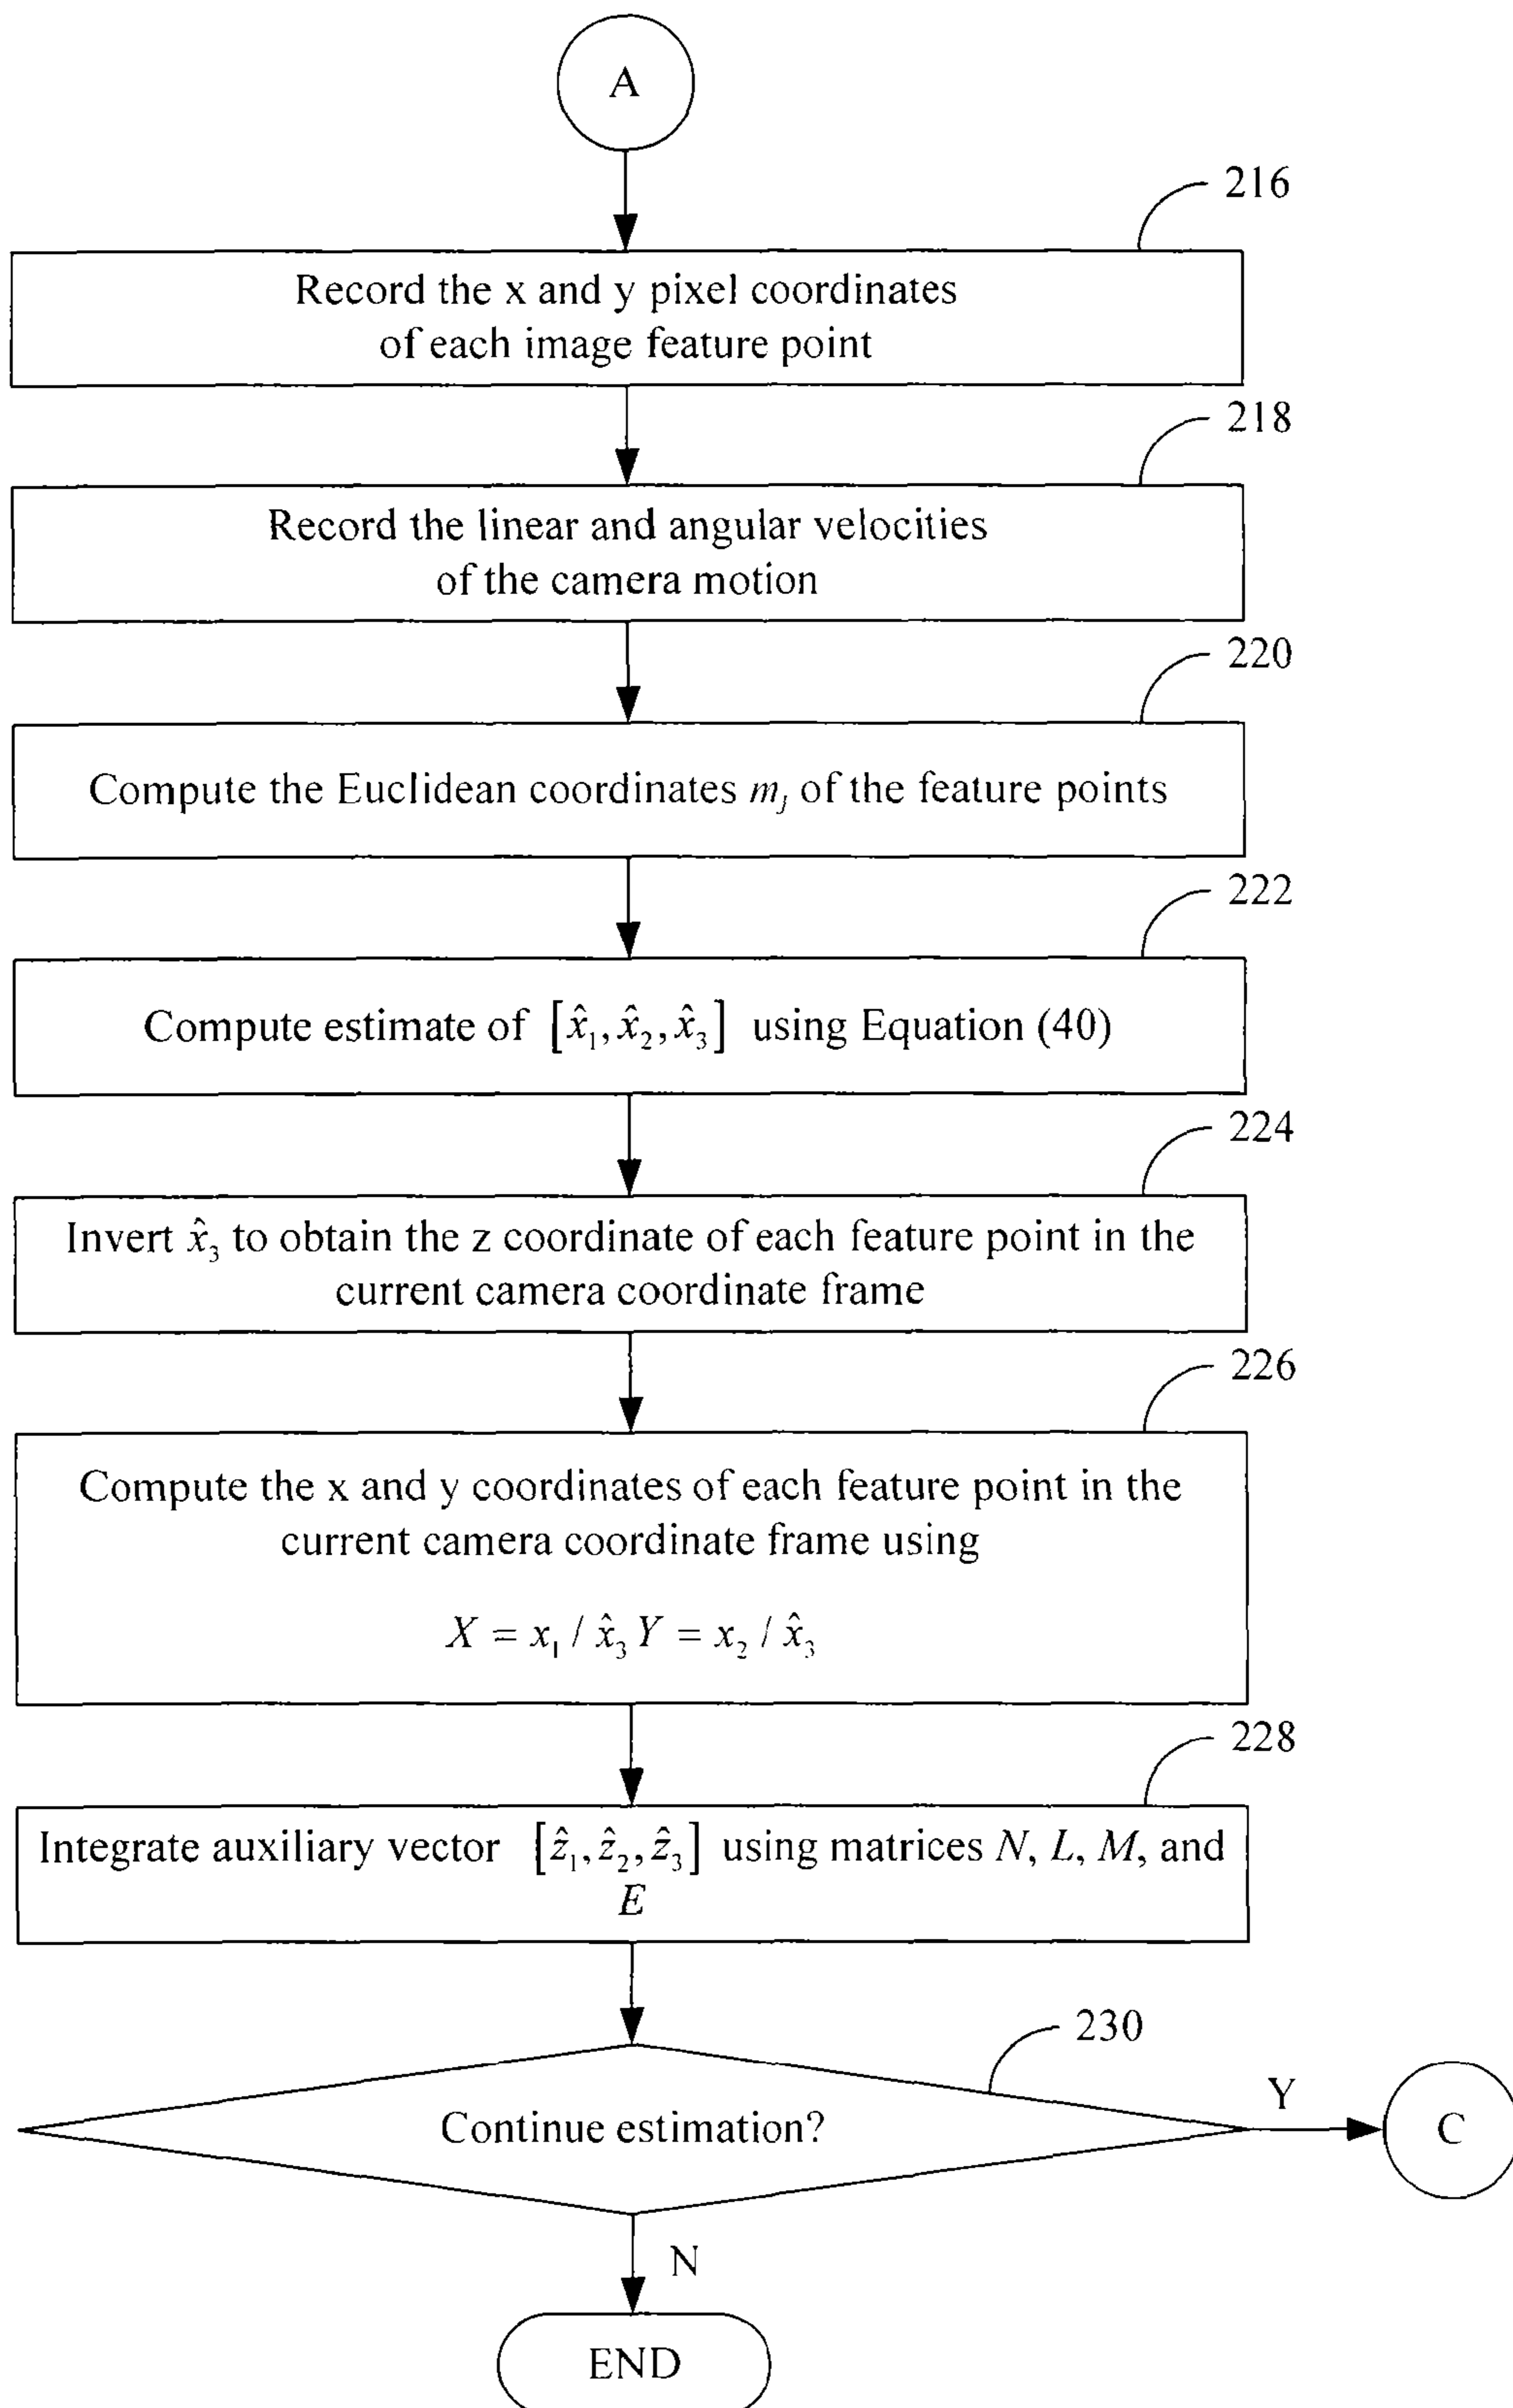 A
216
Record the x and y pixel coordinates
of each image feature point
218
Record the linear and angular velocities
of the camera motion
220
Compute the Euclidean coordinates m_j of the feature points
222
Compute estimate of [x̂₁, x̂₂, x̂₃] using Equation (40)
224
Invert x̂₃ to obtain the z coordinate of each feature point in the
current camera coordinate frame
226
Compute the x and y coordinates of each feature point in the
current camera coordinate frame using
X = x₁ / x̂₃ Y = x₂ / x̂₃
228
Integrate auxiliary vector [ẑ₁, ẑ₂, ẑ₃] using matrices N, L, M, and
E
230
Continue estimation?
Y
C
N
END